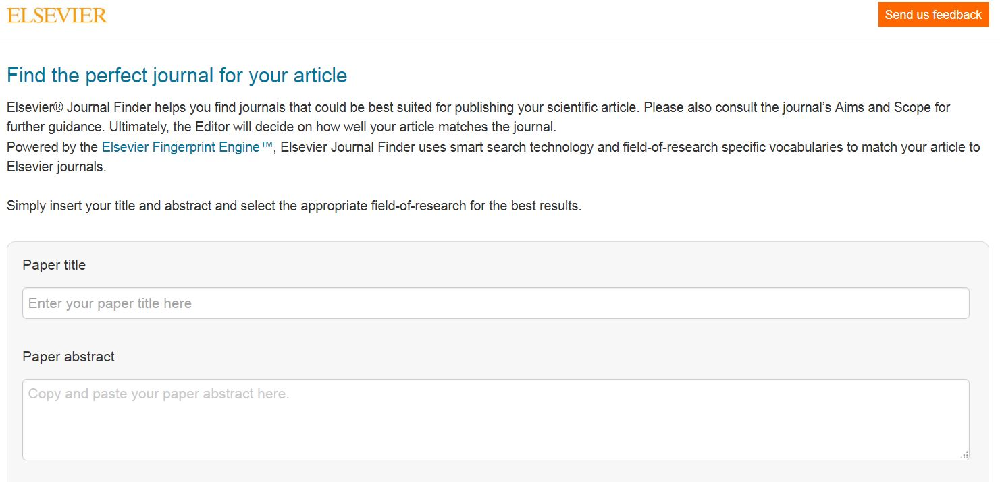 ELSEVIER
Send us feedback
Find the perfect journal for your article
Elsevier® Journal Finder helps you find journals that could be best suited for publishing your scientific article. Please also consult the journal’s Aims and Scope for
further guidance. Ultimately, the Editor will decide on how well your article matches the journal.
Powered by the Elsevier Fingerprint Engine™, Elsevier Journal Finder uses smart search technology and field-of-research specific vocabularies to match your article to
Elsevier journals.
Simply insert your title and abstract and select the appropriate field-of-research for the best results.
Paper title
Enter your paper title here
Paper abstract
Copy and paste your paper abstract here.